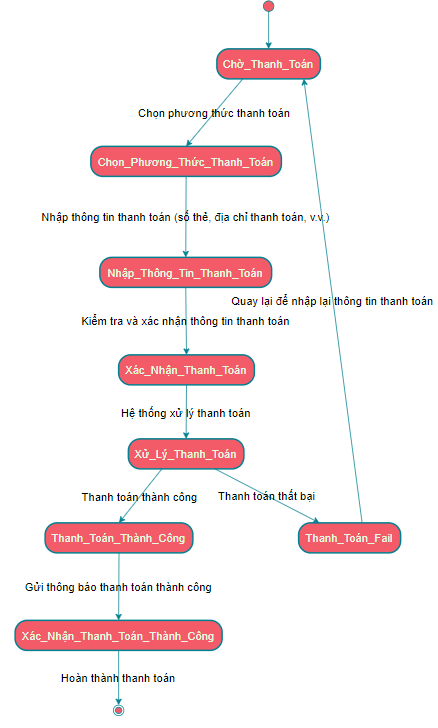 Chờ_Thanh_Toán
Chọn phương thức thanh toán
Chọn_Phương_Thức_Thanh_Toán
Nhập thông tin thanh toán (số thẻ, địa chỉ thanh toán, v.v.)
Nhập_Thông_Tin_Thanh_Toán
Quay lại để nhập lại thông tin thanh toán
Kiểm tra và xác nhận thông tin thanh toán
Xác_Nhận_Thanh_Toán
Hệ thống xử lý thanh toán
Xử_Lý_Thanh_Toán
Thanh toán thành công
Thanh toán thất bại
Thanh_Toán_Thành_Công
Thanh_Toán_Fail
Gửi thông báo thanh toán thành công
Xác_Nhận_Thanh_Toán_Thành_Công
Hoàn thành thanh toán